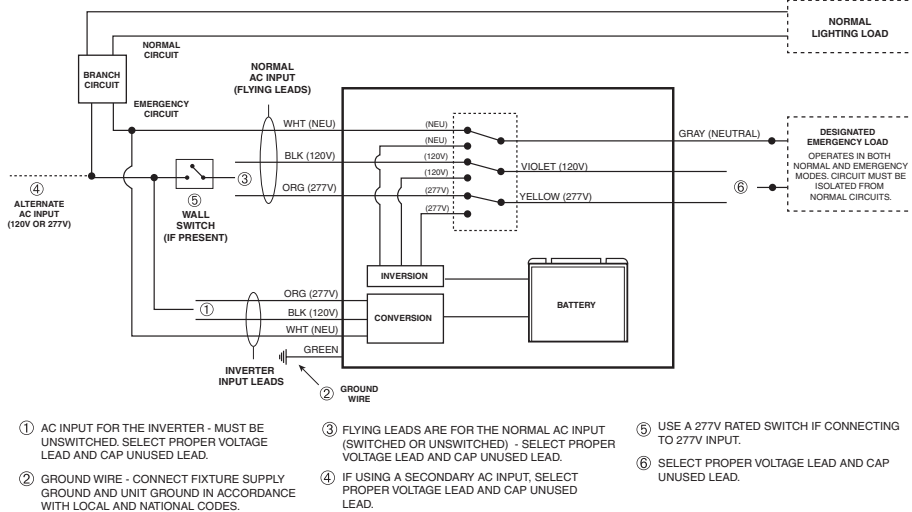 NORMAL
LIGHTING LOAD
NORMAL
CIRCUIT
BRANCH
CIRCUIT
EMERGENCY
CIRCUIT
NORMAL
AC INPUT
(FLYING LEADS)
WHT (NEU)
BLK (120V)
ORG (277V)
(NEU)
(NEU)
(120V)
(120V)
(277V)
(277V)
GRAY (NEUTRAL)
VIOLET (120V)
YELLOW (277V)
DESIGNATED
EMERGENCY LOAD
OPERATES IN BOTH
NORMAL AND EMERGENCY
MODES. CIRCUIT MUST BE
ISOLATED FROM
NORMAL CIRCUITS.
④
ALTERNATE
AC INPUT
(120V OR 277V)
⑤
WALL
SWITCH
(IF PRESENT)
③
⑥
INVERSION
CONVERSION
BATTERY
ORG (277V)
①
BLK (120V)
WHT (NEU)
GREEN
INVERTER
INPUT LEADS
② GROUND
WIRE
① AC INPUT FOR THE INVERTER - MUST BE
UNSWITCHED. SELECT PROPER VOLTAGE
LEAD AND CAP UNUSED LEAD.
② GROUND WIRE - CONNECT FIXTURE SUPPLY
GROUND AND UNIT GROUND IN ACCORDANCE
WITH LOCAL AND NATIONAL CODES.
③ FLYING LEADS ARE FOR THE NORMAL AC INPUT
(SWITCHED OR UNSWITCHED) - SELECT PROPER
VOLTAGE LEAD AND CAP UNUSED LEAD.
④ IF USING A SECONDARY AC INPUT, SELECT
PROPER VOLTAGE LEAD AND CAP UNUSED
LEAD.
⑤ USE A 277V RATED SWITCH IF CONNECTING
TO 277V INPUT.
⑥ SELECT PROPER VOLTAGE LEAD AND CAP
UNUSED LEAD.